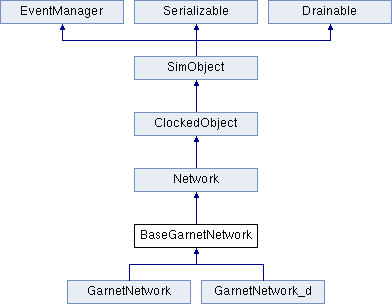 EventManager Serializable Drainable
SimObject
ClockedObject
Network
BaseGarnetNetwork
GarnetNetwork GarnetNetwork_d